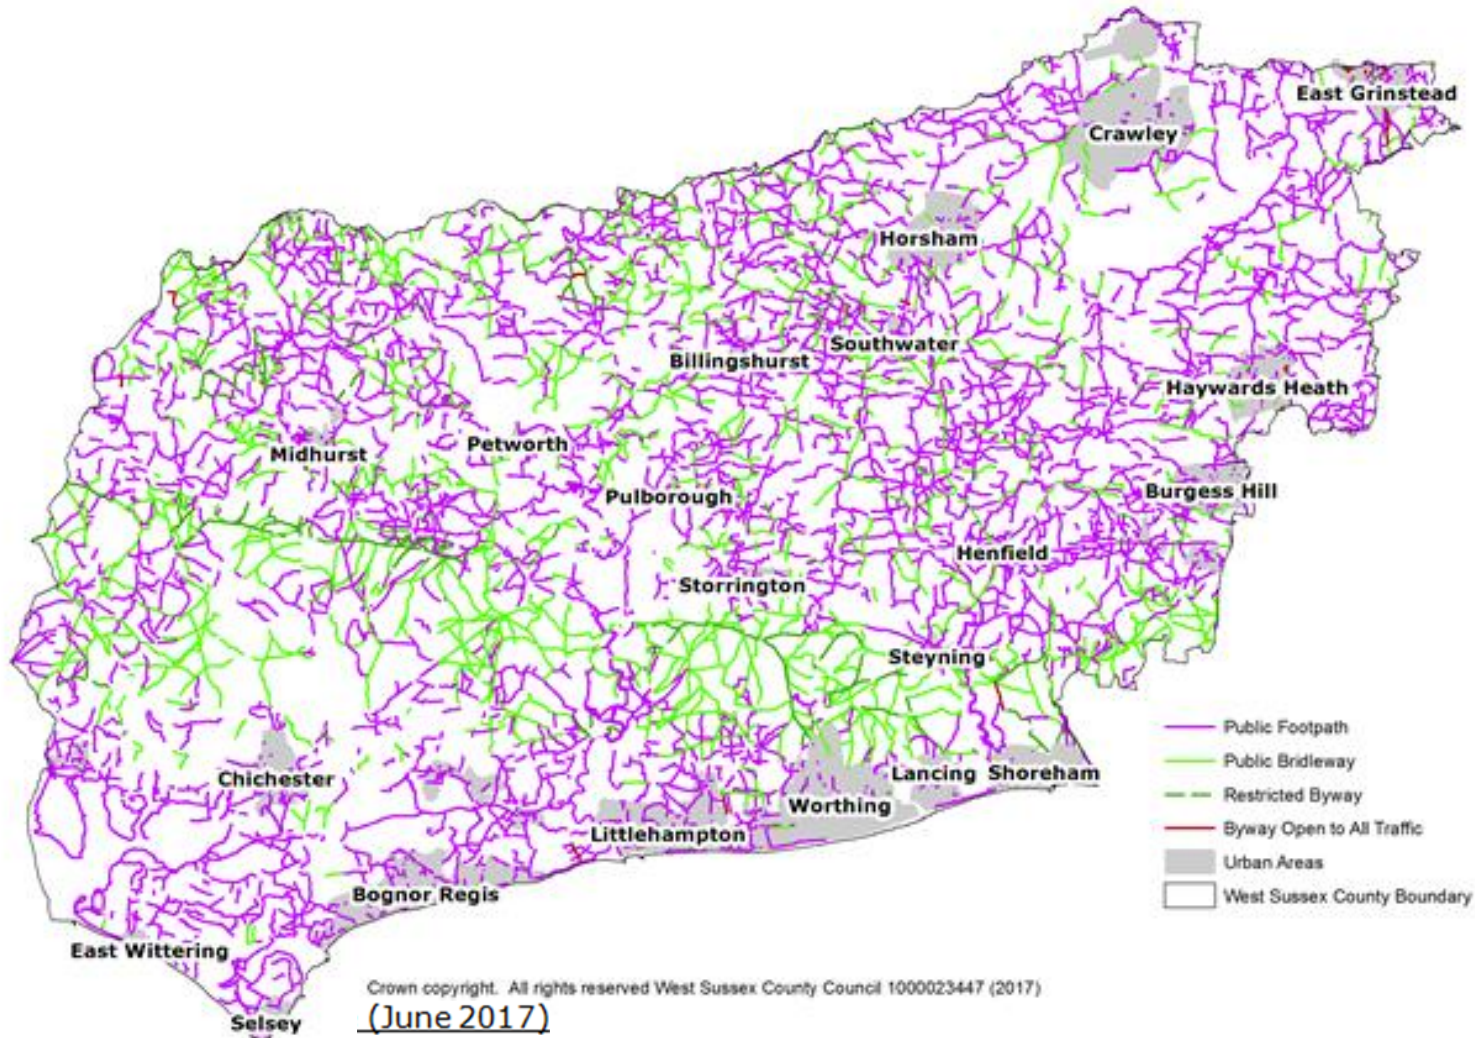 East Grinstead
Crawley
Horsham
Southwater
Billingshurst
Haywards Heath
Petworth
Midhurst
Pulborough
Burgess Hill
Henfield
Storrington
Steyning
Public Footpath
Public Bridleway
Restricted Byway
Byway Open to All Traffic
Urban Areas
West Sussex County Boundary
Chichester
Lancing
Shoreham
Worthing
Littlehampton
Bognor Regis
East Wittering
Selsey
Crown copyright. All rights reserved West Sussex County Council 1000023447 (2017)
(June 2017)